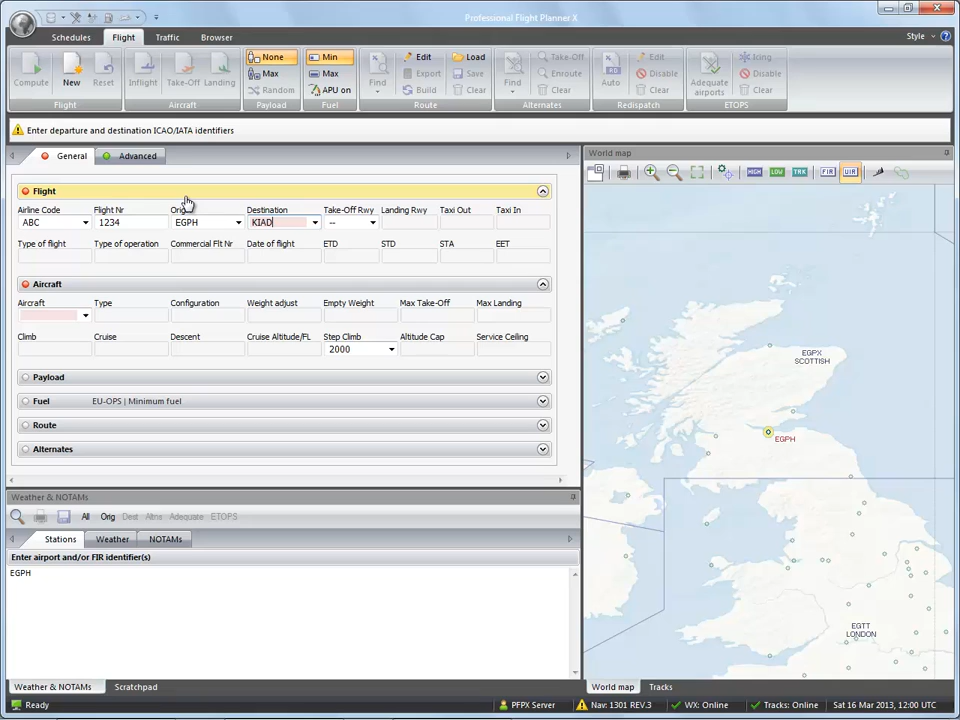 Professional Flight Planner X
Schedules Flight Traffic Browser Style
Compute New Reset Inflight Take-Off Landing None Max Random Min Max APU on Find Edit Export Build Load Save Clear Find Take-Off Enroute Clear Auto Edit Disable Clear Adequate airports Icing Disable Clear
Flight Aircraft Payload Fuel Route Alternates Redispatch ETOPS
Enter departure and destination ICAO/IATA identifiers
General Advanced
Flight
Airline Code Flight Nr Orig Destination Take-Off Rwy Landing Rwy Taxi Out Taxi In
ABC 1234 EGPH KIAD --
Type of flight Type of operation Commercial Flt Nr Date of flight ETD STD STA EET
Aircraft
Aircraft Type Configuration Weight adjust Empty Weight Max Take-Off Max Landing
Climb Cruise Descent Cruise Altitude/FL Step Climb Altitude Cap Service Ceiling
2000
Payload
Fuel EU-OPS | Minimum fuel
Route
Alternates
Weather & NOTAMs
All Orig Dest Altns Adequate ETOPS
Stations Weather NOTAMs
Enter airport and/or FIR identifier(s)
EGPH
Weather & NOTAMs Scratchpad
World map
HIGH LOW TRK FIR UIR
EGPX
SCOTTISH
EGPH
EGTT
LONDON
World map Tracks
Ready PFPX Server Nav: 1301 REV.3 WX: Online Tracks: Online Sat 16 Mar 2013, 12:00 UTC